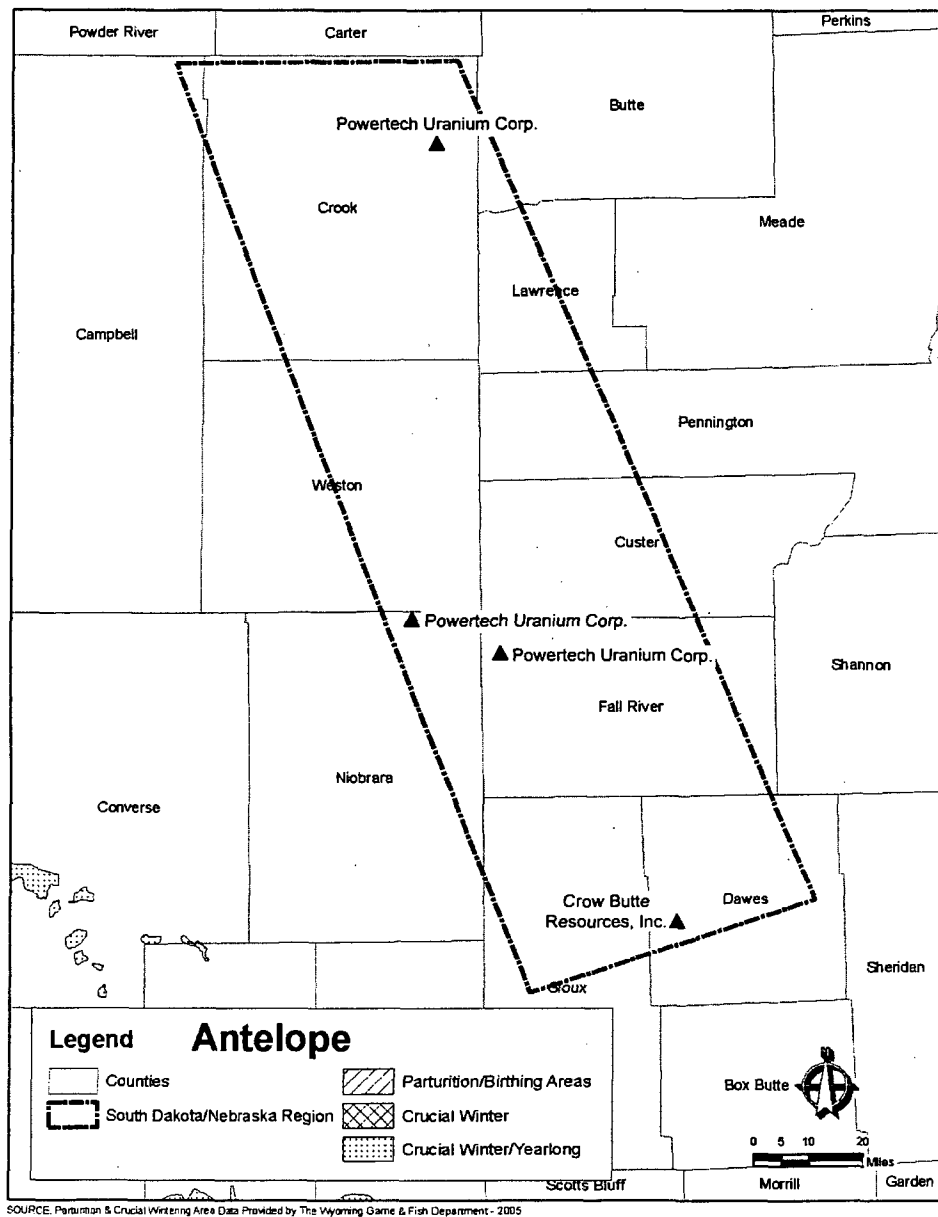 Powder River
Carter
Perkins
Butte
Powertech Uranium Corp.
Crook
Meade
Lawrence
Campbell
Pennington
Weston
Custer
Powertech Uranium Corp.
Powertech Uranium Corp.
Shannon
Fall River
Niobrara
Converse
Crow Butte
Resources, Inc.
Dawes
Sheridan
Sioux
Legend
Antelope
Counties
South Dakota/Nebraska Region
Parturition/Birthing Areas
Crucial Winter
Crucial Winter/Yearlong
Box Butte
N
0 5 10 20
Miles
Scotts Bluff
Morrill
Garden
SOURCE: Parturition & Crucial Wintering Area Data Provided by The Wyoming Game & Fish Department - 2005